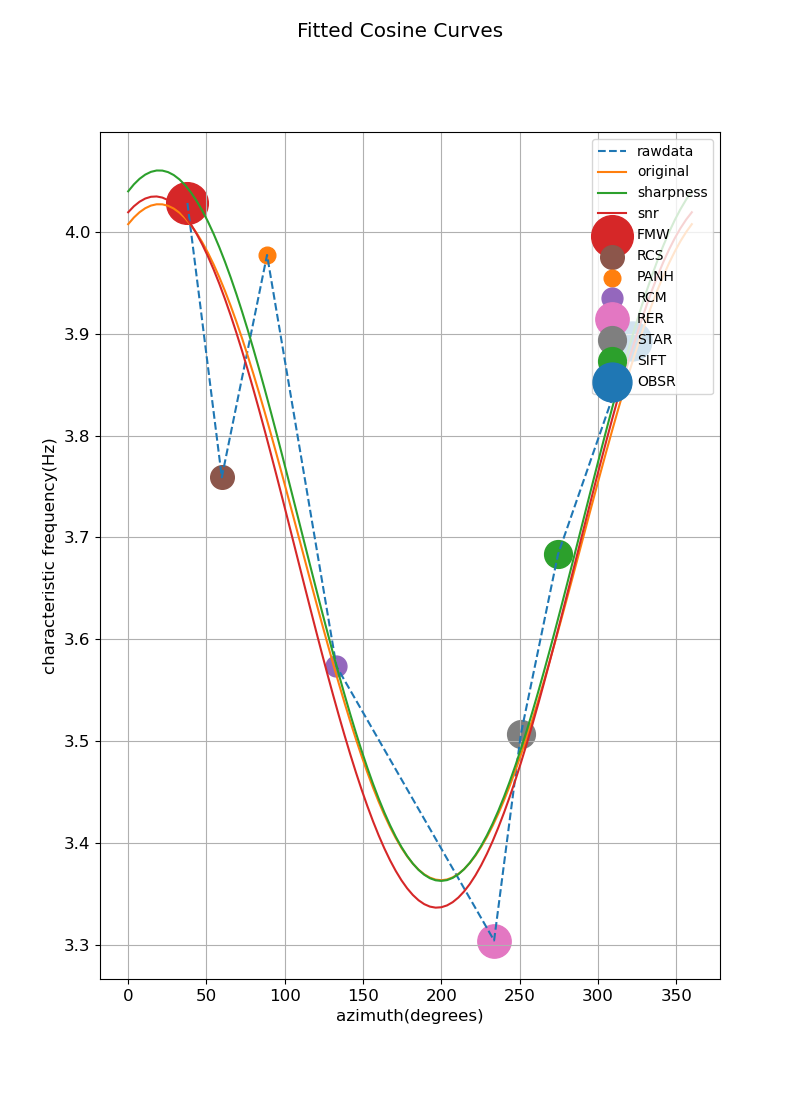 Fitted Cosine Curves
rawdata
original
sharpness
snr
FMW
RCS
PANH
RCM
RER
STAR
SIFT
OBSR
characteristic frequency(Hz)
4.0
3.9
3.8
3.7
3.6
3.5
3.4
3.3
0 50 100 150 200 250 300 350
azimuth(degrees)